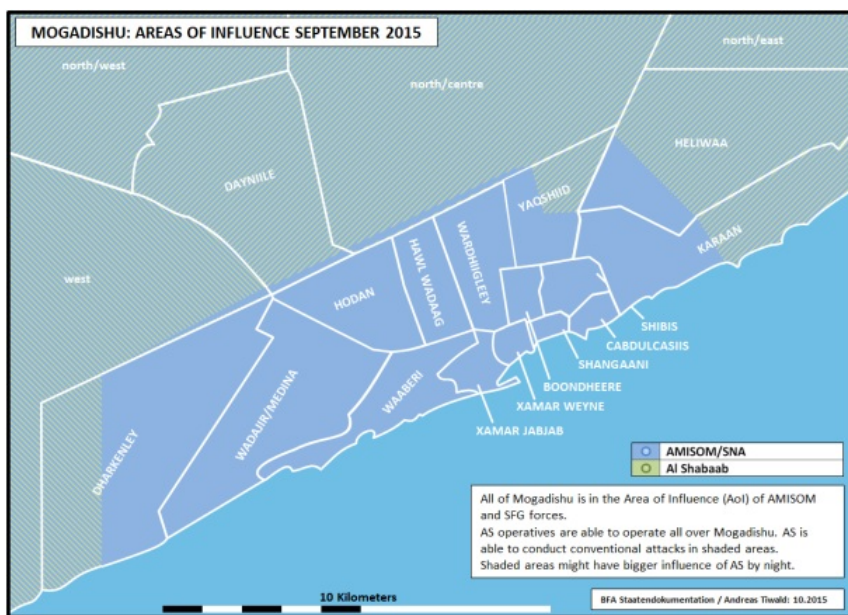 MOGADISHU: AREAS OF INFLUENCE SEPTEMBER 2015
north/east
north/west
north/centre
HELIWAA
DAYNIILE
YAQSHIID
KARAAN
WARDHIIGLEEY
HAWL WADAAG
west
HODAN
SHIBIS
CABDULCASIIS
SHANGAANI
BOONDHEERE
WAABERI
XAMAR WEYNE
WADAJIR/MEDINA
XAMAR JABJAB
DHARKENLEY
AMISOM/SNA
Al Shabaab
All of Mogadishu is in the Area of Influence (AoI) of AMISOM
and SFG forces.
AS operatives are able to operate all over Mogadishu. AS is
able to conduct conventional attacks in shaded areas.
Shaded areas might have bigger influence of AS by night.
10 Kilometers
BFA Staatendokumentation / Andreas Tiwald: 10.2015